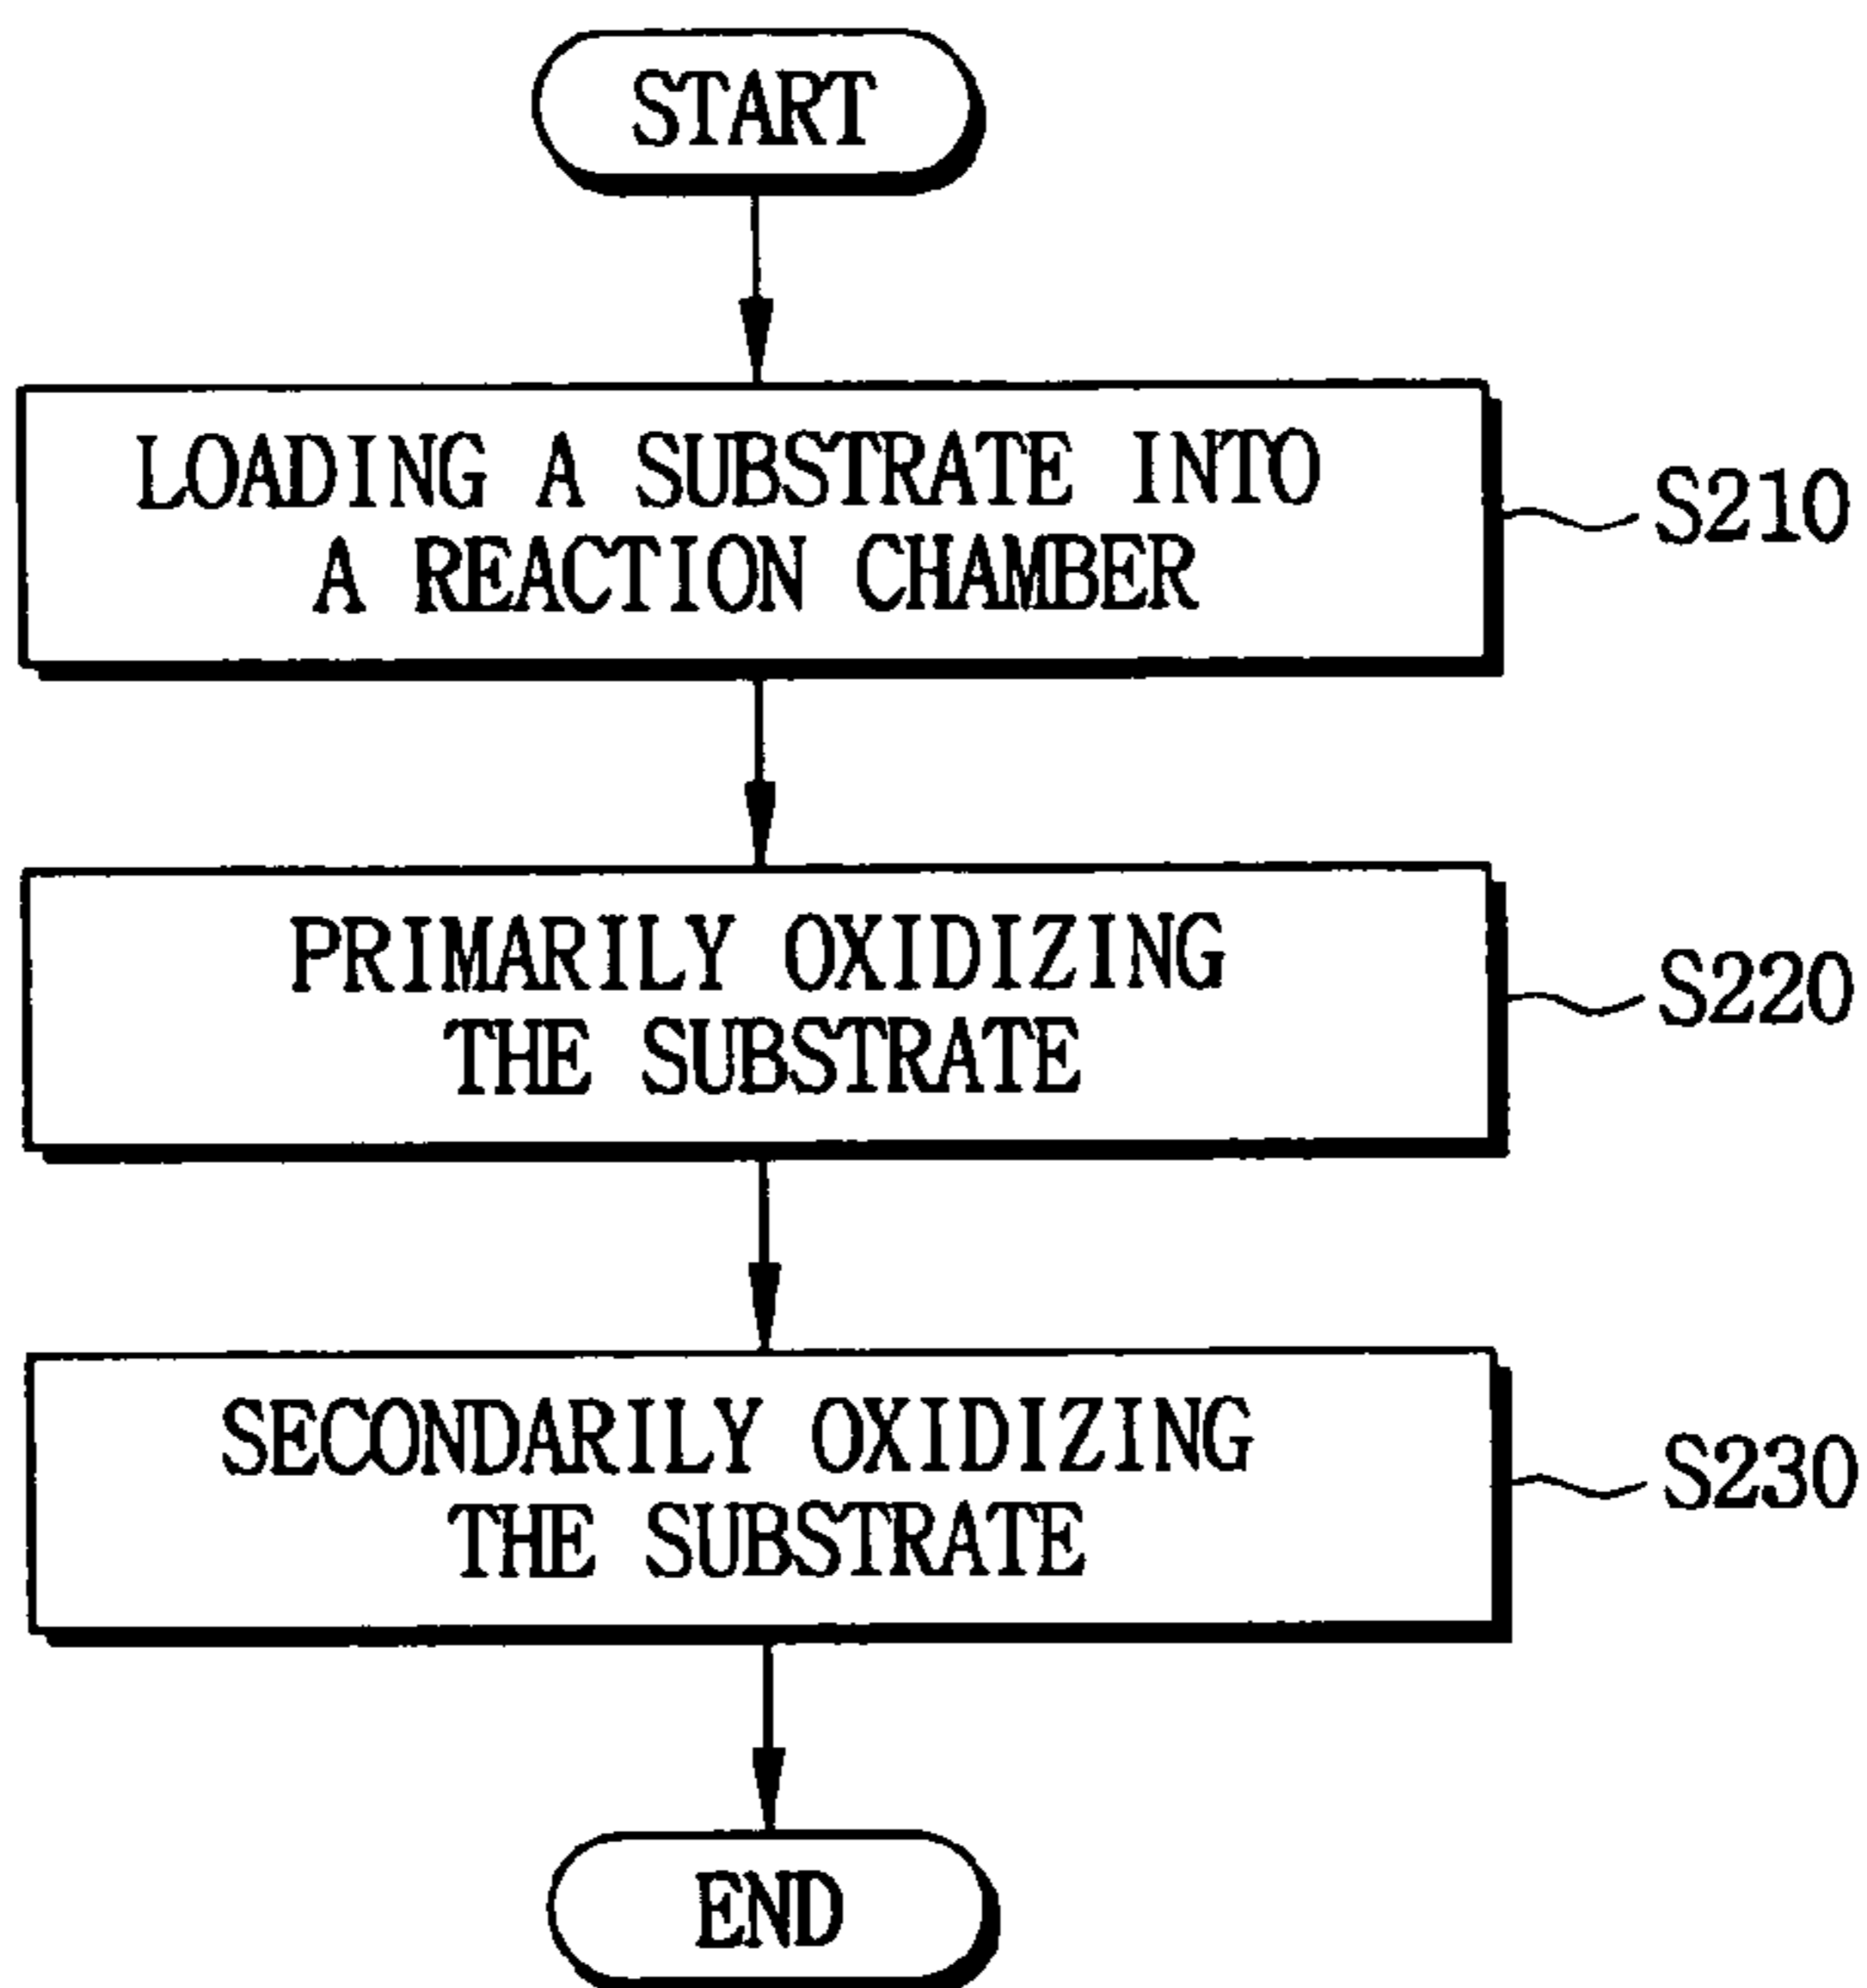 START
LOADING A SUBSTRATE INTO
A REACTION CHAMBER
S210
PRIMARILY OXIDIZING
THE SUBSTRATE
S220
SECONDARILY OXIDIZING
THE SUBSTRATE
S230
END